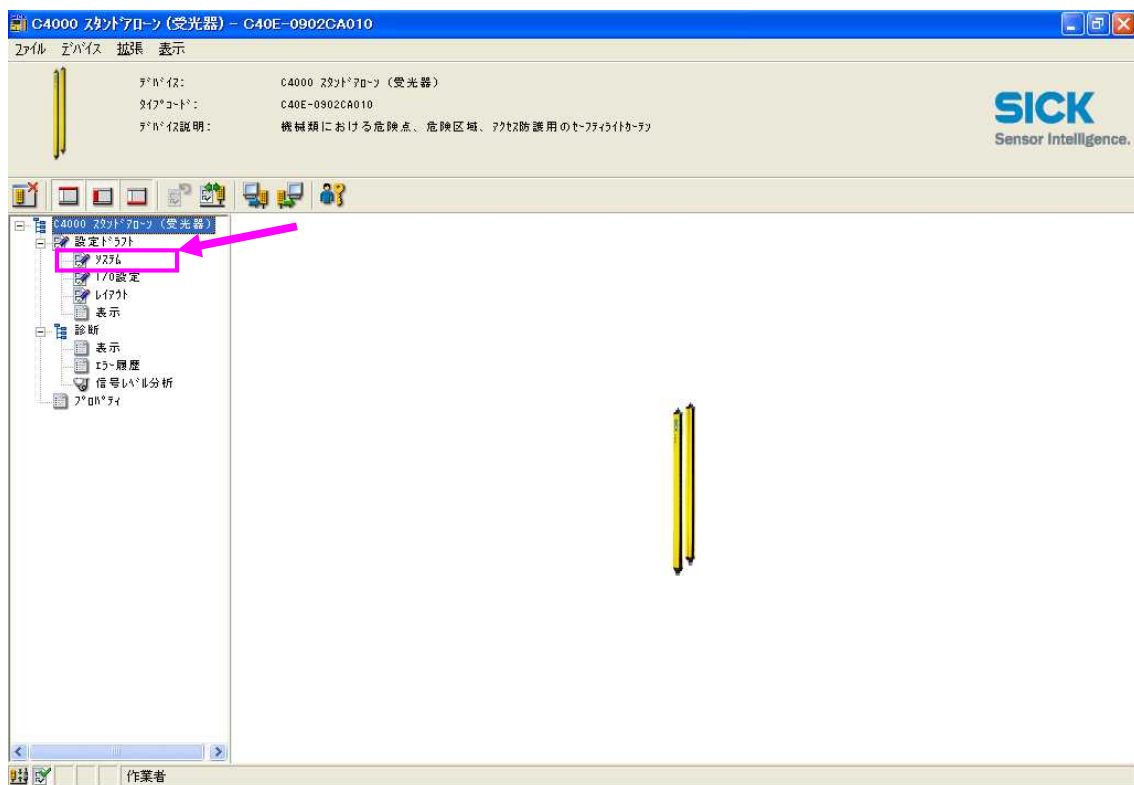 C4000 ｽﾀﾝﾄﾞｱﾛｰﾝ (受光器) - C40E-0902CA010
ﾌｧｲﾙ ﾃﾞﾊﾞｲｽ 拡張 表示
ﾃﾞﾊﾞｲｽ: C4000 ｽﾀﾝﾄﾞｱﾛｰﾝ (受光器)
ﾀｲﾌﾟｺｰﾄﾞ: C40E-0902CA010
ﾃﾞﾊﾞｲｽ説明: 機械類における危険点、危険区域、ｱｸｾｽ防護用のｾｰﾌﾃｨﾗｲﾄｶｰﾃﾝ
SICK
Sensor Intelligence.
C4000 ｽﾀﾝﾄﾞｱﾛｰﾝ (受光器)
設定ﾄﾞﾗﾌﾄ
ｼｽﾃﾑ
I/O設定
ﾚｲｱｳﾄ
表示
診断
表示
ｴﾗｰ履歴
信号ﾚﾍﾞﾙ分析
ﾌﾟﾛﾊﾟﾃｨ
作業者